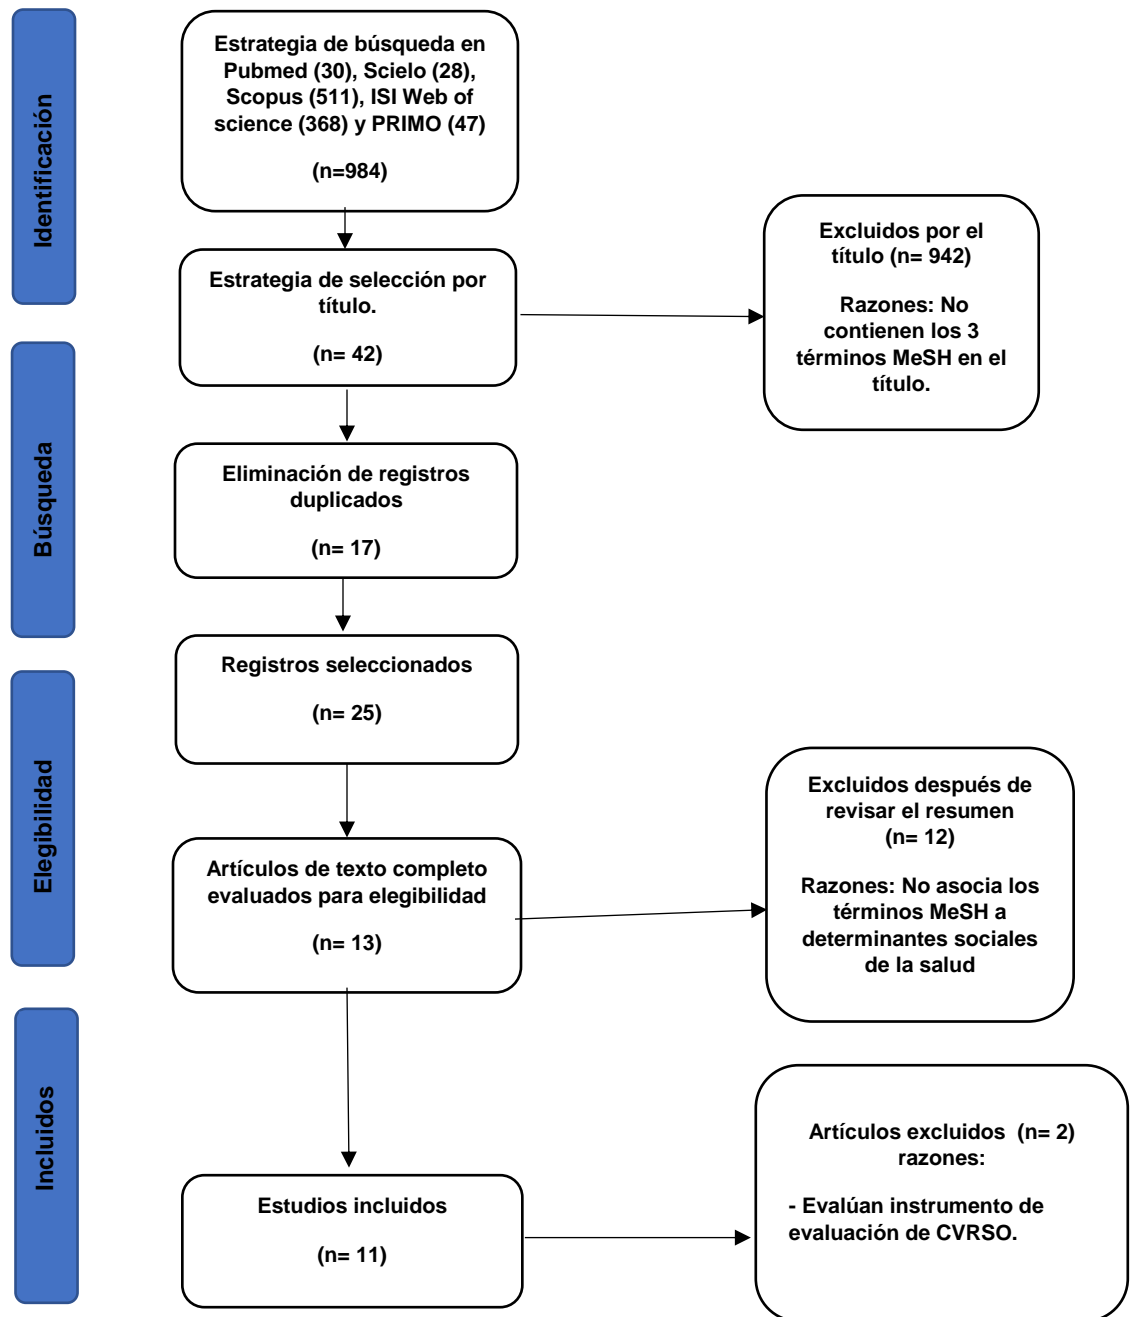 Identificación
Estrategia de búsqueda en
Pubmed (30), Scielo (28),
Scopus (511), ISI Web of
science (368) y PRIMO (47)
(n=984)
Excluidos por el
título (n= 942)
Razones: No
contienen los 3
términos MeSH en el
título.
Estrategia de selección por
título.
(n= 42)
Búsqueda
Eliminación de registros
duplicados
(n= 17)
Registros seleccionados
(n= 25)
Elegibilidad
Excluidos después de
revisar el resumen
(n= 12)
Razones: No asocia los
términos MeSH a
determinantes sociales
de la salud
Artículos de texto completo
evaluados para elegibilidad
(n= 13)
Incluidos
Artículos excluidos (n= 2)
razones:
- Evalúan instrumento de
evaluación de CVRSO.
Estudios incluidos
(n= 11)